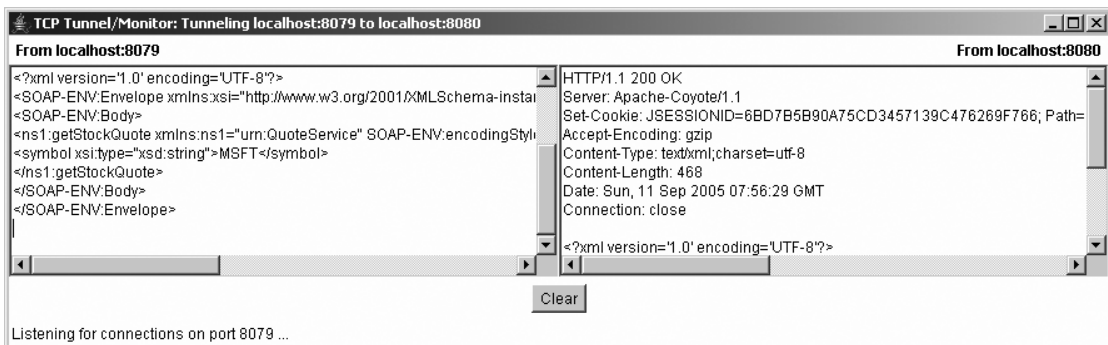 TCP Tunnel/Monitor: Tunneling localhost:8079 to localhost:8080
From localhost:8079
From localhost:8080
<?xml version='1.0' encoding='UTF-8'?>
<SOAP-ENV:Envelope xmlns:xsi="http://www.w3.org/2001/XMLSchema-instar
<SOAP-ENV:Body>
<ns1:getStockQuote xmlns:ns1="urn:QuoteService" SOAP-ENV:encodingStyl
<symbol xsi:type="xsd:string">MSFT</symbol>
</ns1:getStockQuote>
</SOAP-ENV:Body>
</SOAP-ENV:Envelope>
HTTP/1.1 200 OK
Server: Apache-Coyote/1.1
Set-Cookie: JSESSIONID=6BD7B5B90A75CD3457139C476269F766; Path=
Accept-Encoding: gzip
Content-Type: text/xml;charset=utf-8
Content-Length: 468
Date: Sun, 11 Sep 2005 07:56:29 GMT
Connection: close
<?xml version='1.0' encoding='UTF-8'?>
Clear
Listening for connections on port 8079 ...